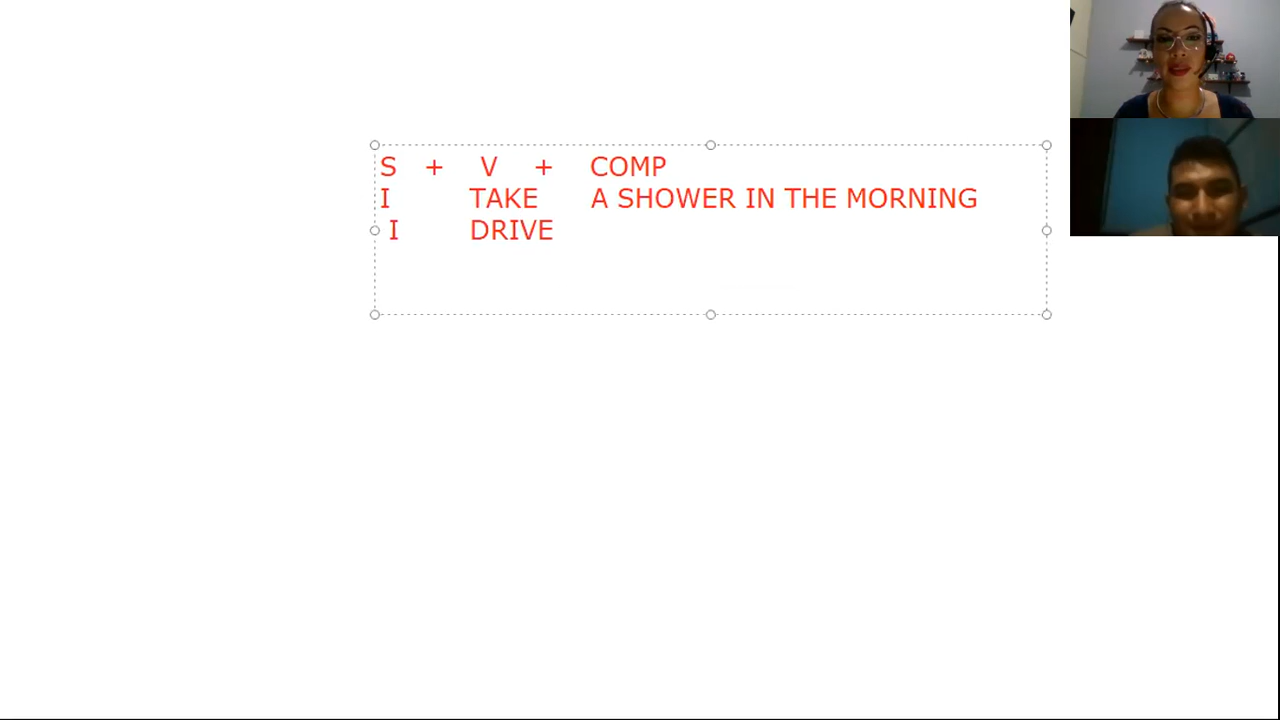 S + V + COMP
I TAKE A SHOWER IN THE MORNING
I DRIVE